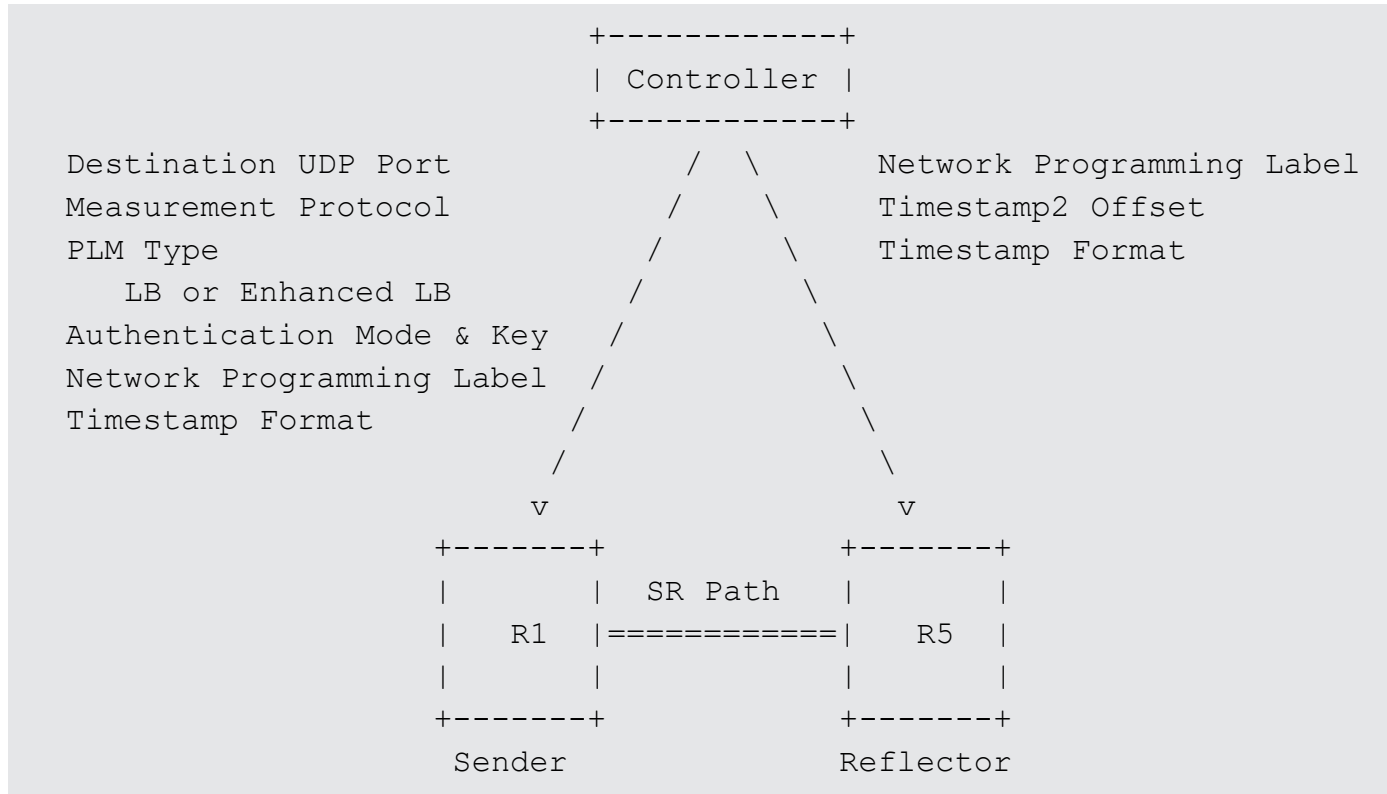 +------------+
| Controller |
+------------+
Destination UDP Port / \ Network Programming Label
Measurement Protocol / \ Timestamp2 Offset
PLM Type / \ Timestamp Format
LB or Enhanced LB / \
Authentication Mode & Key / \
Network Programming Label / \
Timestamp Format / \
/ \
v v
+-------+ +-------+
| | SR Path | |
| R1 |============| R5 |
| | | |
+-------+ +-------+
Sender Reflector